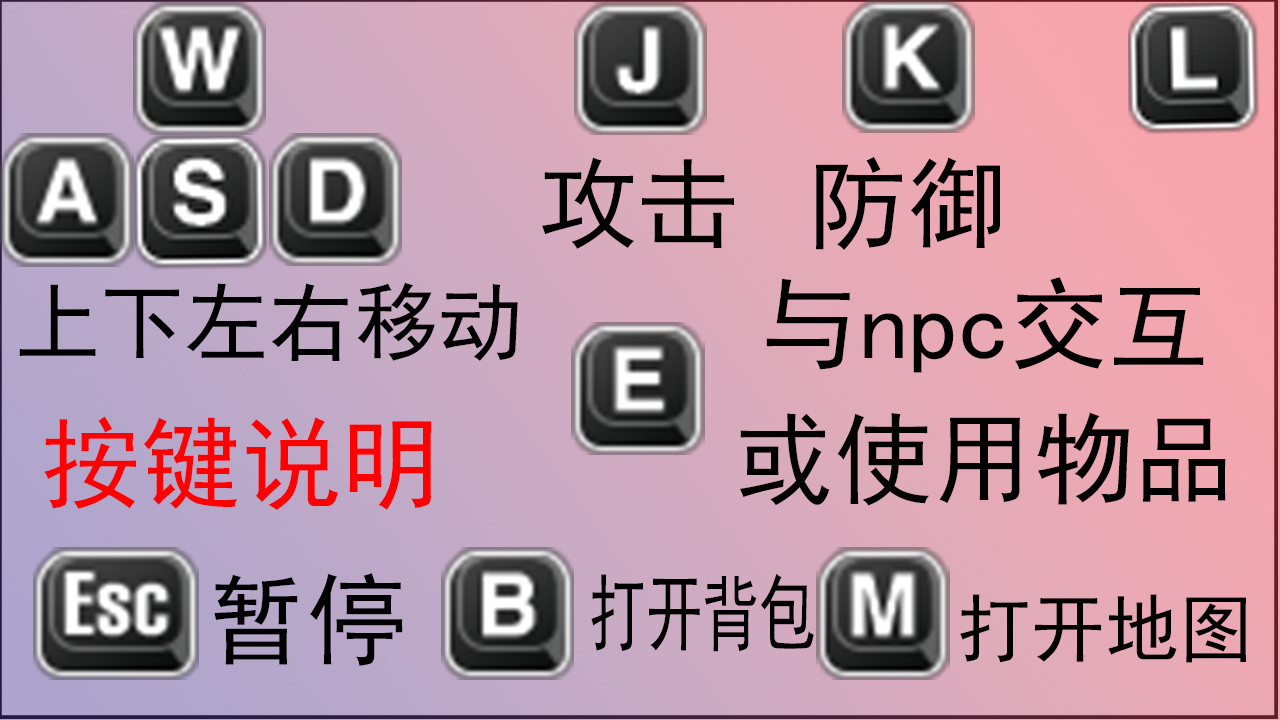 W J K L
A S D
攻击 防御
上下左右移动
E
与npc交互
或使用物品
按键说明
Esc 暂停 B 打开背包 M 打开地图